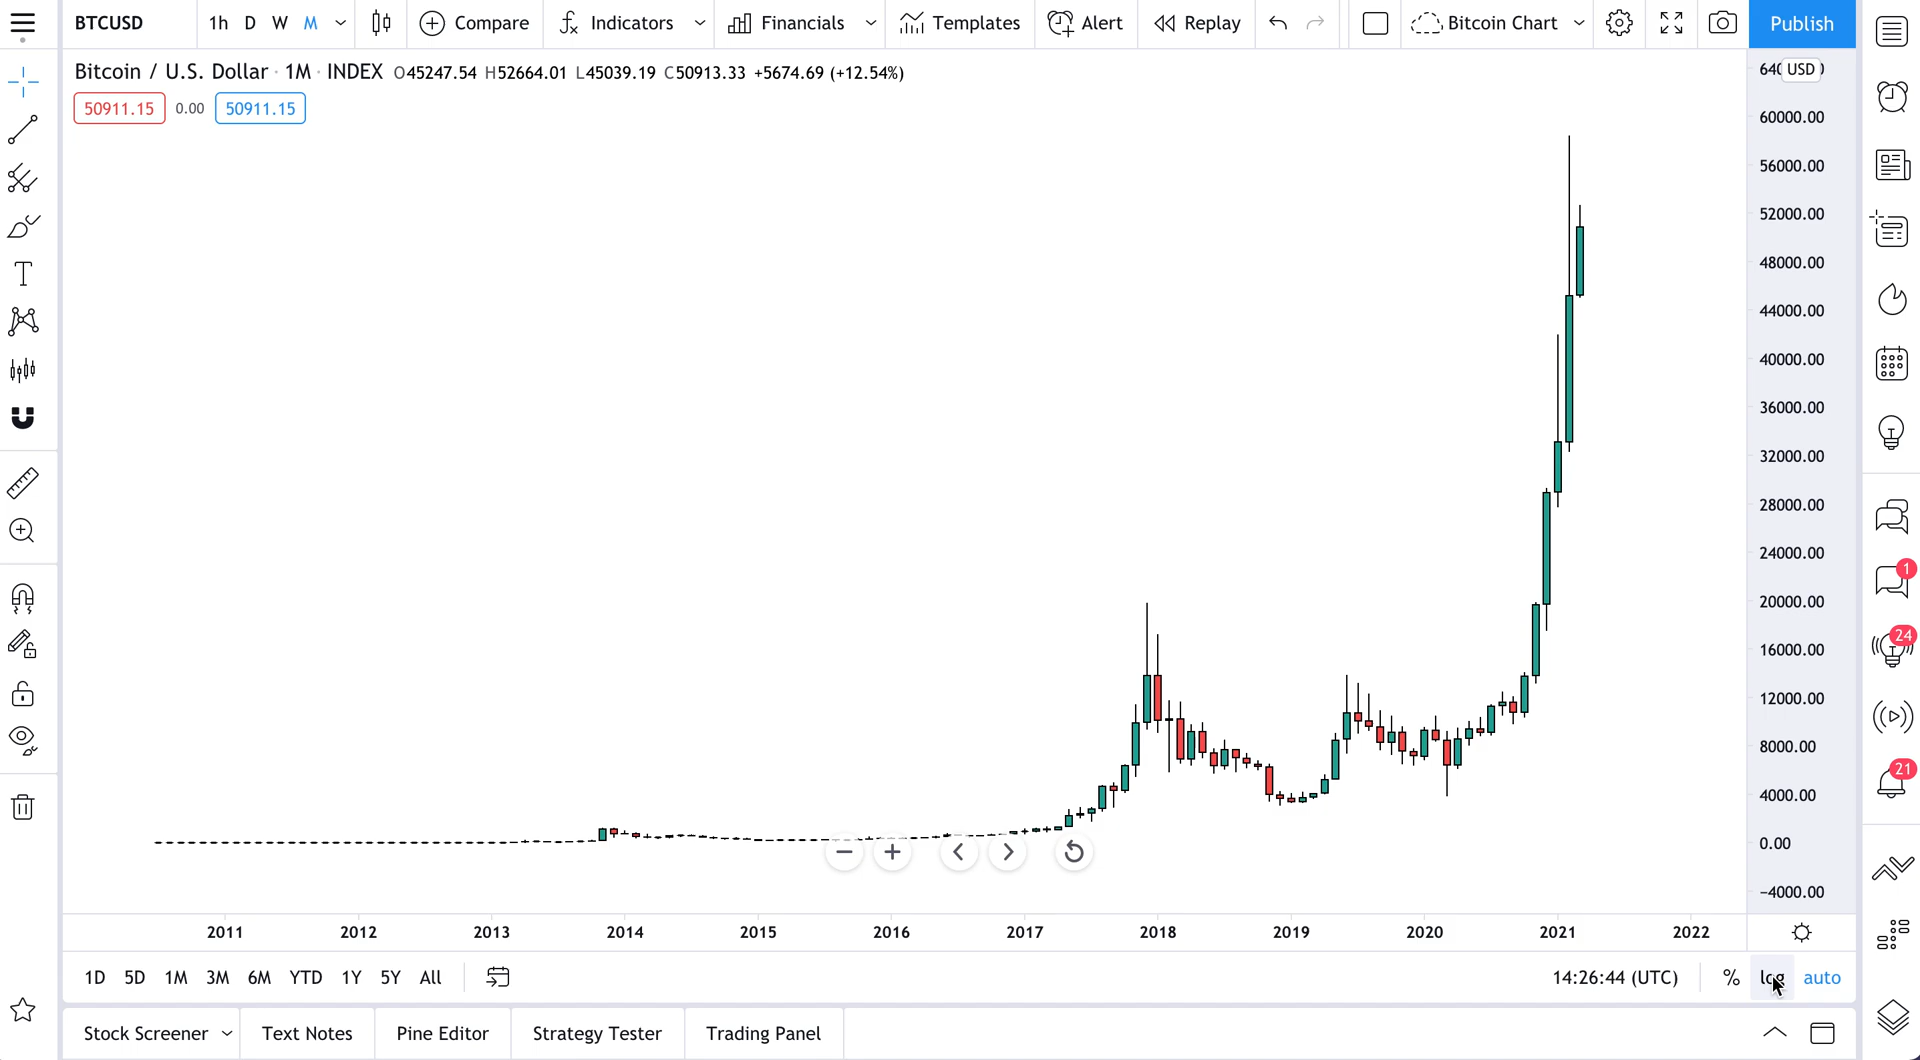 BTCUSD 1h D W M Compare Indicators Financials Templates Alert Replay Bitcoin Chart Publish
Bitcoin / U.S. Dollar · 1M · INDEX O45247.54 H52664.01 L45039.19 C50913.33 +5674.69 (+12.54%)
50911.15 0.00 50911.15
USD
60000.00
56000.00
52000.00
48000.00
44000.00
40000.00
36000.00
32000.00
28000.00
24000.00
20000.00
16000.00
12000.00
8000.00
4000.00
0.00
−4000.00
1
24
21
2011 2012 2013 2014 2015 2016 2017 2018 2019 2020 2021 2022
1D 5D 1M 3M 6M YTD 1Y 5Y All 14:26:44 (UTC) % log auto
Stock Screener Text Notes Pine Editor Strategy Tester Trading Panel